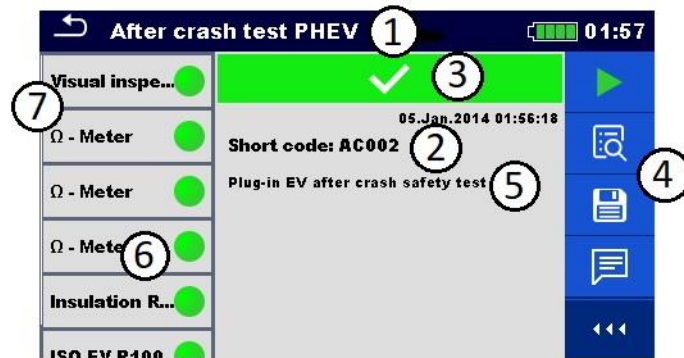 After crash test PHEV
1
01:57
Visual inspe...
3
7
05.Jan.2014 01:56:18
Ω - Meter
Short code: AC002
2
4
Ω - Meter
Plug-in EV after crash safety test
5
Ω - Mete
6
Insulation R...
ISO EV R100